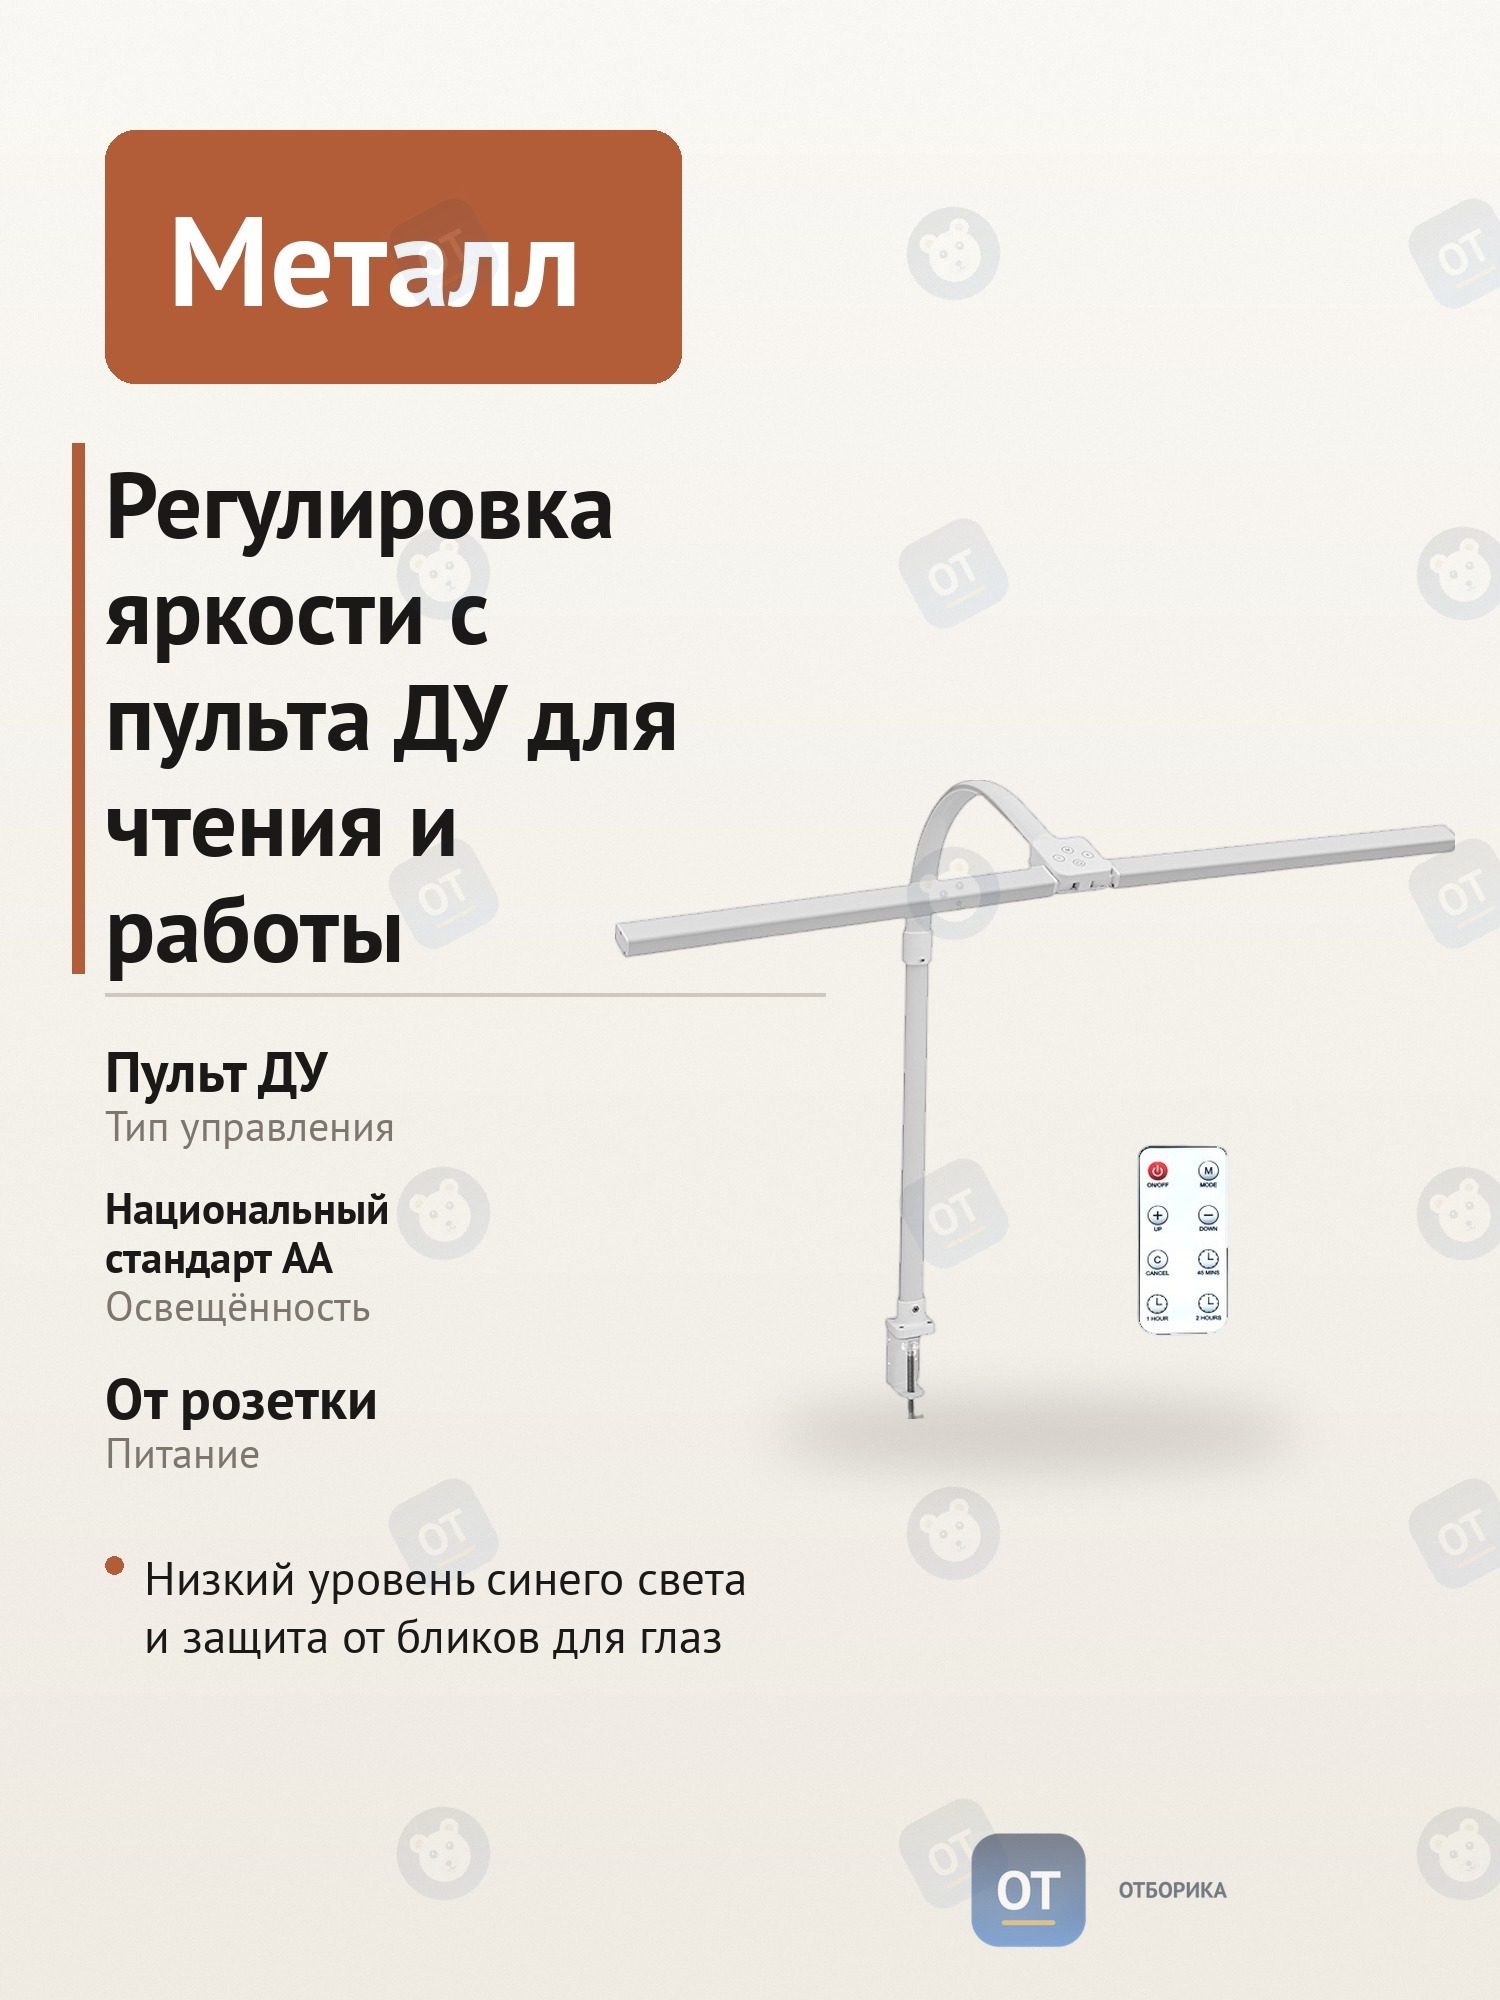 Металл
Регулировка
яркости с
пульта ДУ для
чтения и
работы
Пульт ДУ
Тип управления
Национальный
стандарт АА
Освещённость
От розетки
Питание
Низкий уровень синего света
и защита от бликов для глаз
ON/OFF
M
MODE
UP
DOWN
C
CANCEL
45 MINS
1 HOUR
2 HOURS
ОТ
ОТБОРИКА